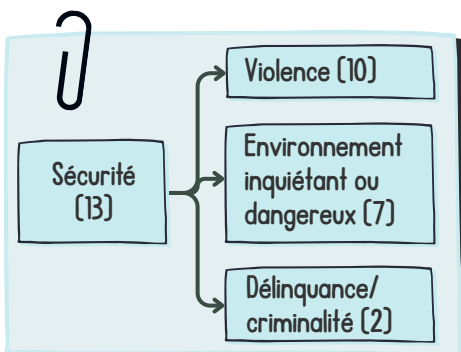 Sécurité
(13)
Violence (10)
Environnement
inquiétant ou
dangereux (7)
Délinquance/
criminalité (2)